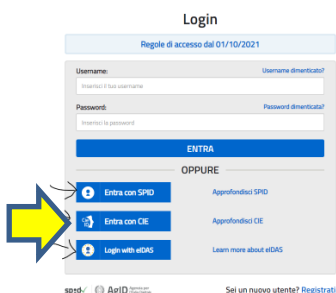 Login
Regole di accesso dal 01/10/2021
Username: Username dimenticato?
Inserisci il tuo username
Password: Password dimenticata?
Inserisci la password
ENTRA
OPPURE
Entra con SPID Approfondisci SPID
Entra con CIE Approfondisci CIE
Login with eIDAS Learn more about eIDAS
sped AgID Sei un nuovo utente? Registrati